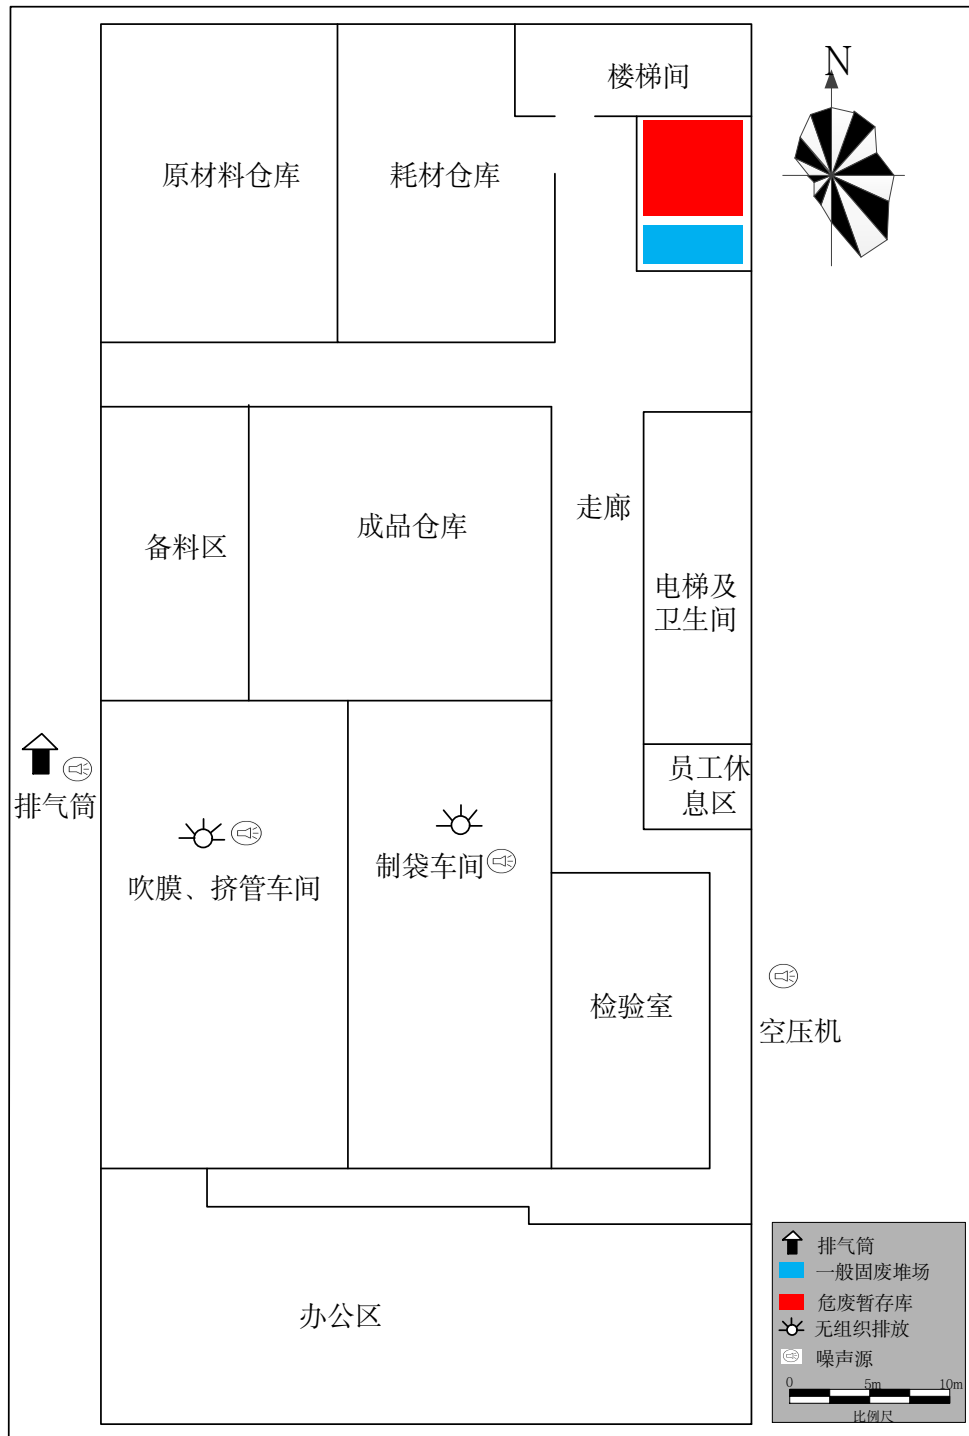 楼梯间
N
原材料仓库
耗材仓库
走廊
成品仓库
备料区
电梯及
卫生间
员工休
息区
排气筒
制袋车间
吹膜、挤管车间
检验室
空压机
办公区
排气筒
一般固废堆场
危废暂存库
无组织排放
噪声源
0 5m 10m
比例尺